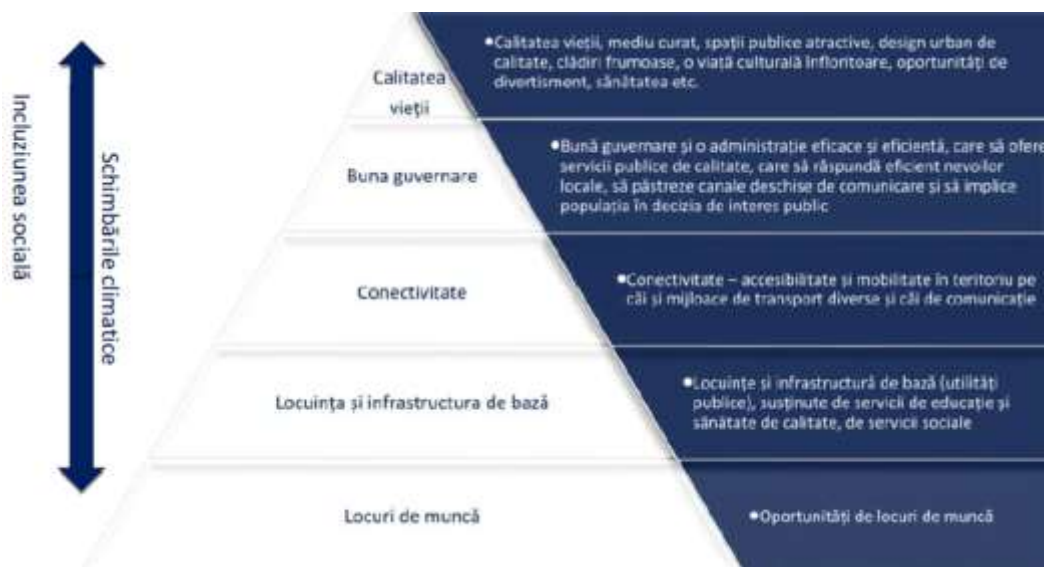 Incluziunea socială
Schimbările climatice
Calitatea
vieții
•Calitatea vieții, mediu curat, spații publice atractive, design urban de
calitate, clădiri frumoase, o viață culturală înfloritoare, oportunități de
divertisment, sănătatea etc.
Buna guvernare
•Bună guvernare și o administrație eficace și eficientă, care să ofere
servicii publice de calitate, care să răspundă eficient nevoilor
locale, să păstreze canale deschise de comunicare și să implice
populația în decizia de interes public
Conectivitate
•Conectivitate – accesibilitate și mobilitate în teritoriu pe
căi și mijloace de transport diverse și căi de comunicație
Locuința și infrastructura de bază
•Locuințe și infrastructură de bază (utilități
publice), susținute de servicii de educație și
sănătate de calitate, de servicii sociale
Locuri de muncă
•Oportunități de locuri de muncă